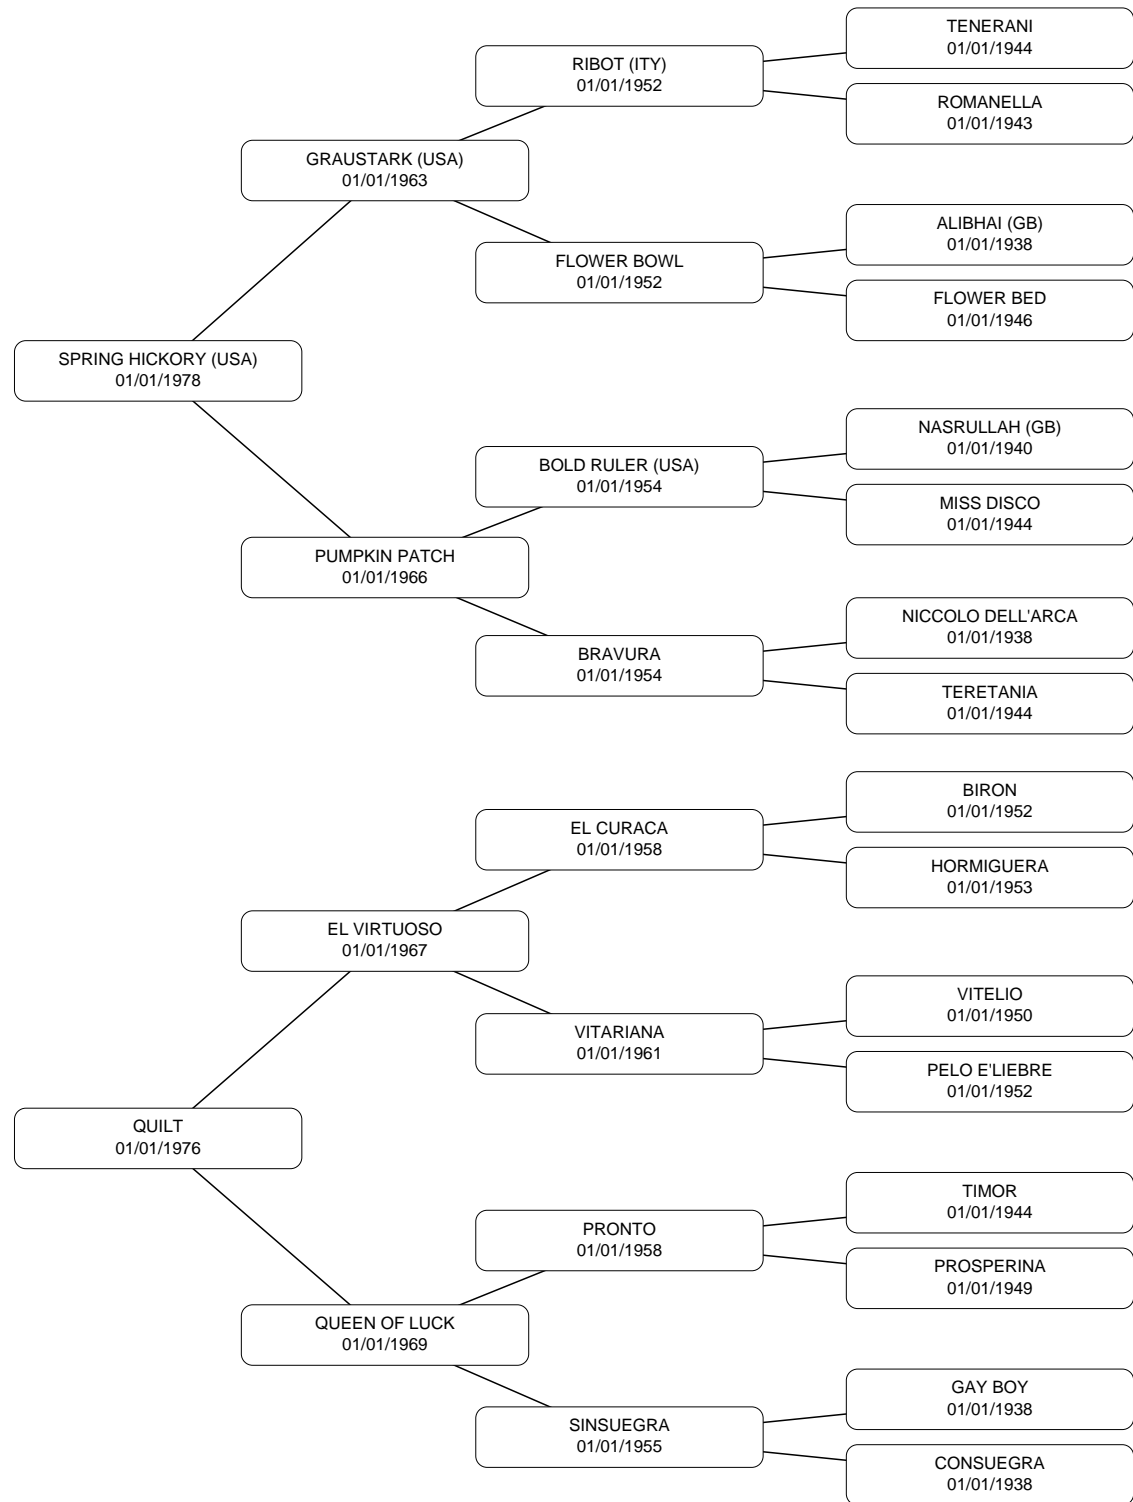 TENERANI
01/01/1944
RIBOT (ITY)
01/01/1952
ROMANELLA
01/01/1943
GRAUSTARK (USA)
01/01/1963
ALIBHAI (GB)
01/01/1938
FLOWER BOWL
01/01/1952
FLOWER BED
01/01/1946
SPRING HICKORY (USA)
01/01/1978
NASRULLAH (GB)
01/01/1940
BOLD RULER (USA)
01/01/1954
MISS DISCO
01/01/1944
PUMPKIN PATCH
01/01/1966
NICCOLO DELL'ARCA
01/01/1938
BRAVURA
01/01/1954
TERETANIA
01/01/1944
BIRON
01/01/1952
EL CURACA
01/01/1958
HORMIGUERA
01/01/1953
EL VIRTUOSO
01/01/1967
VITELIO
01/01/1950
VITARIANA
01/01/1961
PELO E'LIEBRE
01/01/1952
QUILT
01/01/1976
TIMOR
01/01/1944
PRONTO
01/01/1958
PROSPERINA
01/01/1949
QUEEN OF LUCK
01/01/1969
GAY BOY
01/01/1938
SINSUEGRA
01/01/1955
CONSUEGRA
01/01/1938